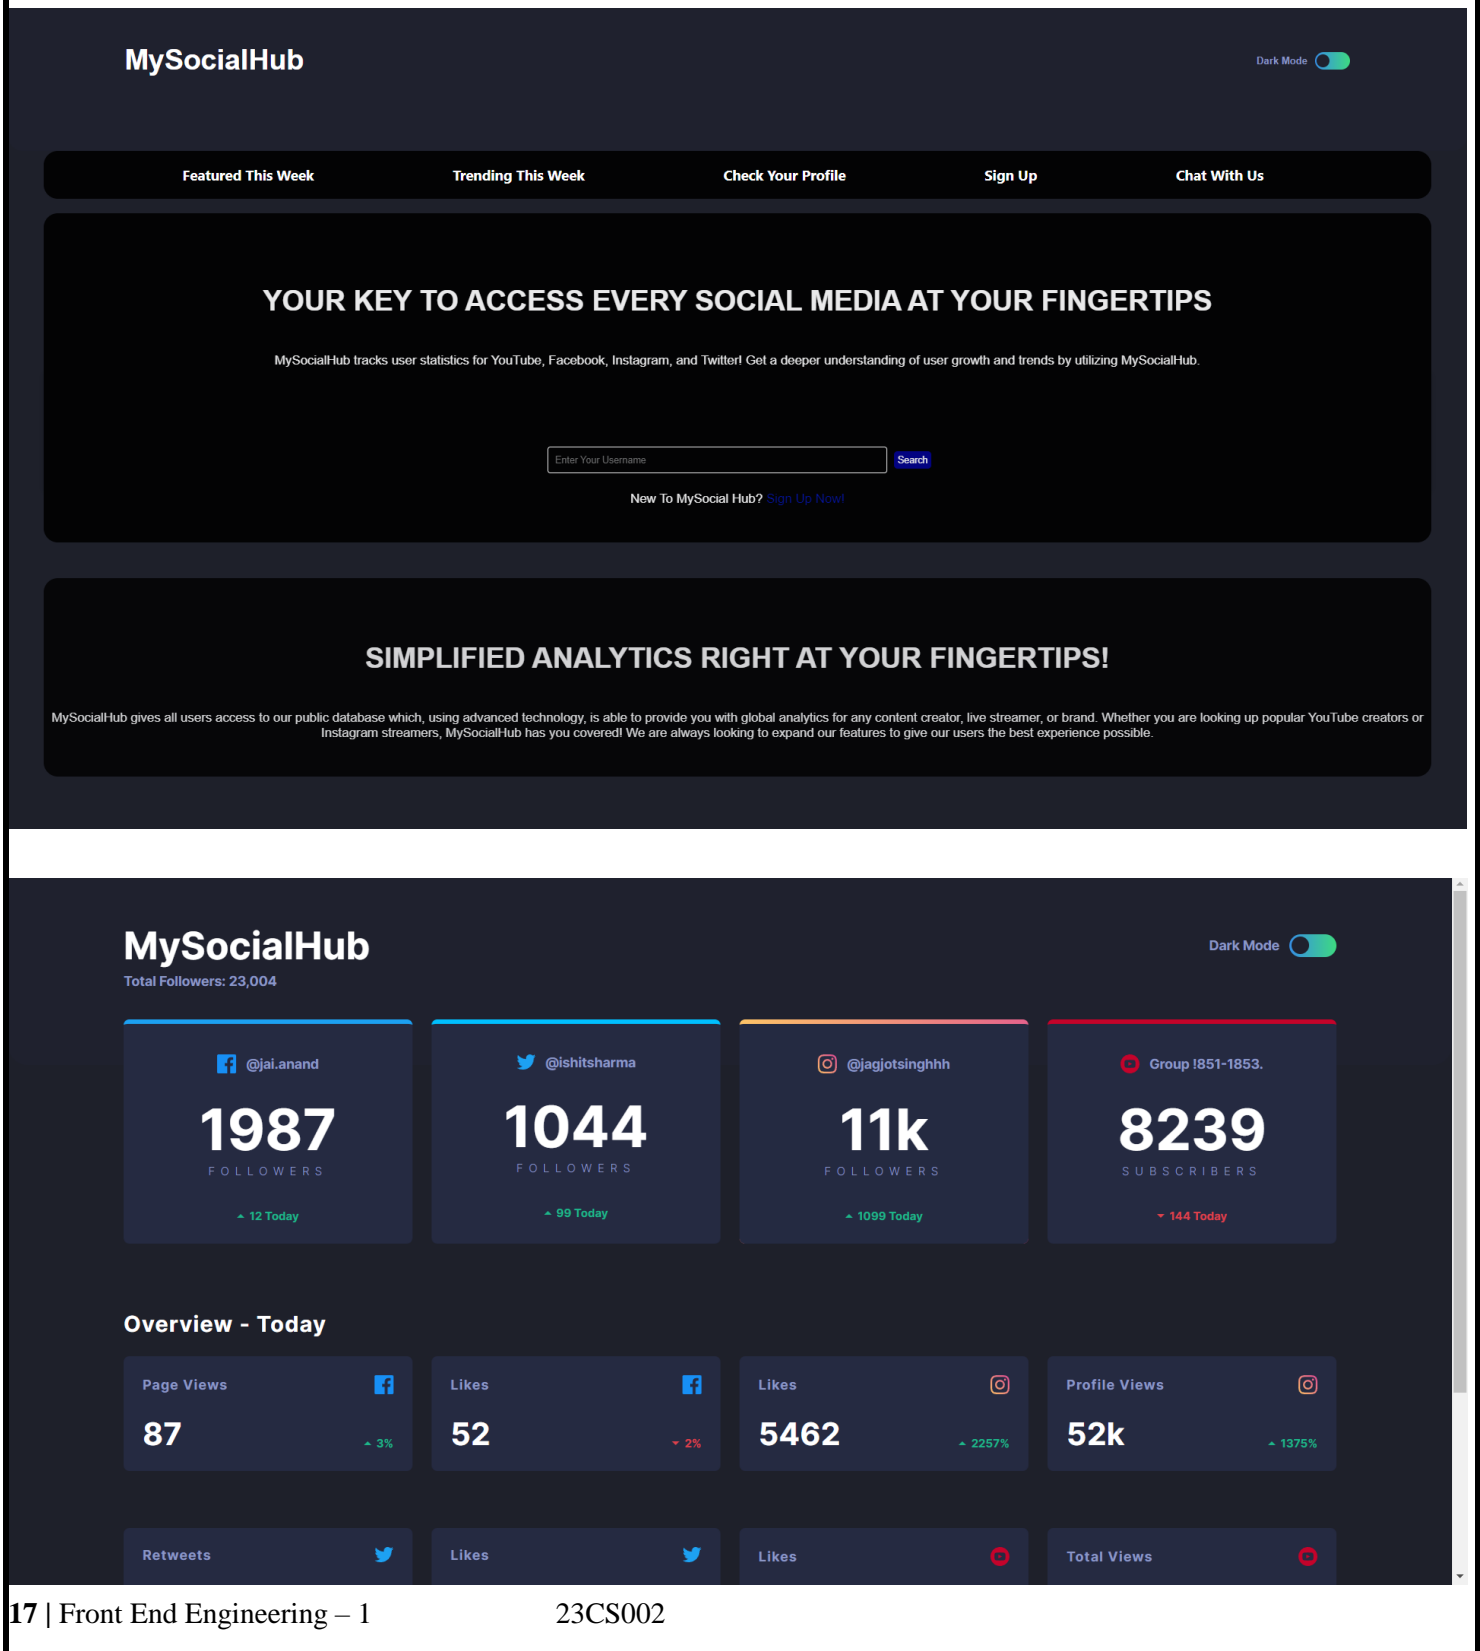 MySocialHub
Dark Mode
Featured This Week Trending This Week Check Your Profile Sign Up Chat With Us
YOUR KEY TO ACCESS EVERY SOCIAL MEDIA AT YOUR FINGERTIPS
MySocialHub tracks user statistics for YouTube, Facebook, Instagram, and Twitter! Get a deeper understanding of user growth and trends by utilizing MySocialHub.
Enter Your Username Search
New To MySocial Hub? Sign Up Now!
SIMPLIFIED ANALYTICS RIGHT AT YOUR FINGERTIPS!
MySocialHub gives all users access to our public database which, using advanced technology, is able to provide you with global analytics for any content creator, live streamer, or brand. Whether you are looking up popular YouTube creators or
Instagram streamers, MySocialHub has you covered! We are always looking to expand our features to give our users the best experience possible.
MySocialHub
Dark Mode
Total Followers: 23,004
@jai.anand
1987
FOLLOWERS
12 Today
@ishitsharma
1044
FOLLOWERS
99 Today
@jagjotsinghhh
11k
FOLLOWERS
1099 Today
Group !851-1853.
8239
SUBSCRIBERS
144 Today
Overview - Today
Page Views
87
3%
Likes
52
2%
Likes
5462
2257%
Profile Views
52k
1375%
Retweets
Likes
Likes
Total Views
17 | Front End Engineering – 1 23CS002